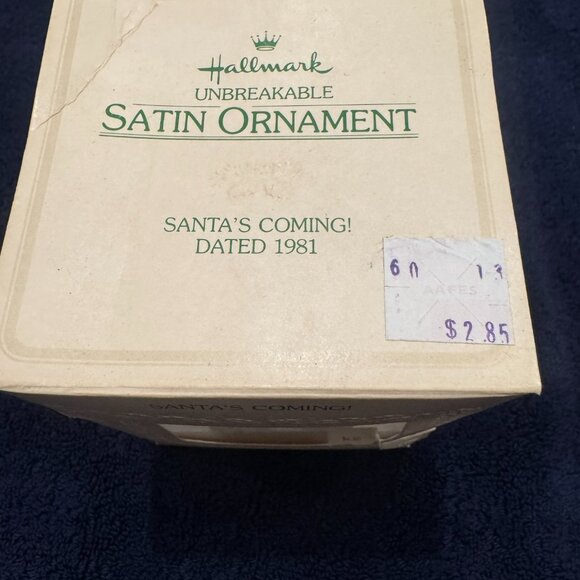 Hallmark
UNBREAKABLE
SATIN ORNAMENT
SANTA'S COMING!
DATED 1981
60 13
AAFES
$2.85
SANTA'S COMING!